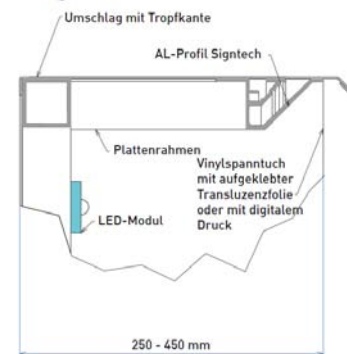 Umschlag mit Tropfkante
AL-Profil Signtech
Plattenrahmen
Vinylspanntuch
mit aufgeklebter
Transluzenzfolie
oder mit digitalem
Druck
LED-Modul
250 - 450 mm